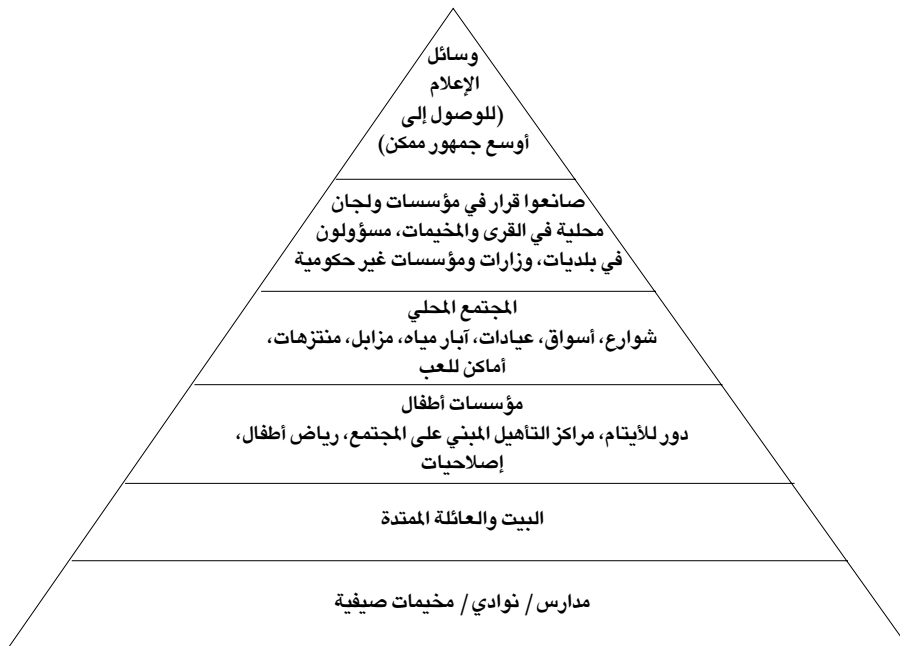 وسائل
الإعلام
(للوصول إلى
أوسع جمهور ممكن)
صانعوا قرار في مؤسسات ولجان
محلية في القرى والمخيمات، مسؤولون
في بلديات، وزارات ومؤسسات غير حكومية
المجتمع المحلي
شوارع، أسواق، عيادات، آبار مياه، مزابل، منتزهات،
أماكن للعب
مؤسسات أطفال
دور للأيتام، مراكز التأهيل المبني على المجتمع، رياض أطفال،
إصلاحيات
البيت والعائلة الممتدة
مدارس / نوادي / مخيمات صيفية